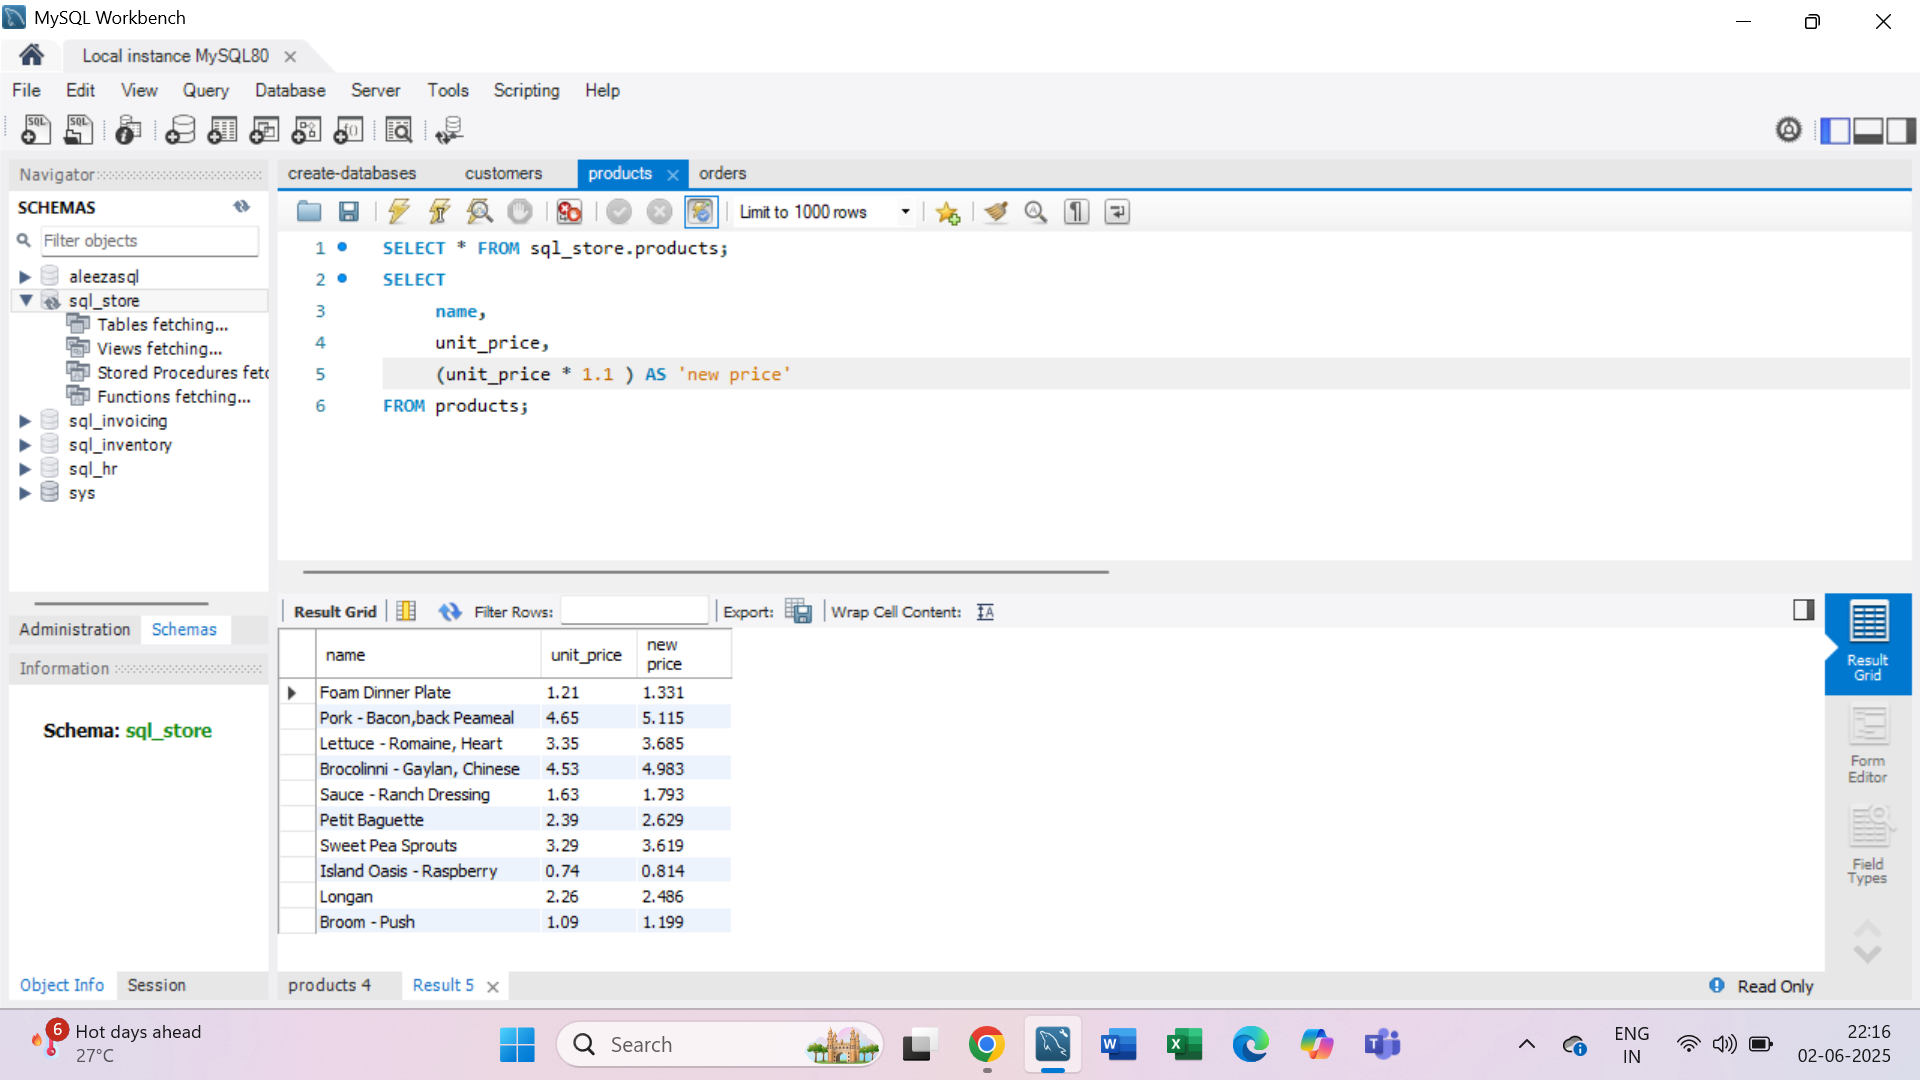 MySQL Workbench
Local instance MySQL80
File Edit View Query Database Server Tools Scripting Help
Navigator
create-databases customers products orders
SCHEMAS
Limit to 1000 rows
Filter objects
aleezasql
sql_store
Tables fetching...
Views fetching...
Stored Procedures fetc
Functions fetching...
sql_invoicing
sql_inventory
sql_hr
sys
1 SELECT * FROM sql_store.products;
2 SELECT
3 name,
4 unit_price,
5 (unit_price * 1.1 ) AS 'new price'
6 FROM products;
Administration Schemas
Information
Schema: sql_store
Object Info Session
Result Grid Filter Rows: Export: Wrap Cell Content:
name unit_price new price
Foam Dinner Plate 1.21 1.331
Pork - Bacon,back Peameal 4.65 5.115
Lettuce - Romaine, Heart 3.35 3.685
Brocolinni - Gaylan, Chinese 4.53 4.983
Sauce - Ranch Dressing 1.63 1.793
Petit Baguette 2.39 2.629
Sweet Pea Sprouts 3.29 3.619
Island Oasis - Raspberry 0.74 0.814
Longan 2.26 2.486
Broom - Push 1.09 1.199
Result Grid
Form Editor
Field Types
products 4 Result 5 Read Only
6 Hot days ahead
27°C
Search
ENG
IN
22:16
02-06-2025